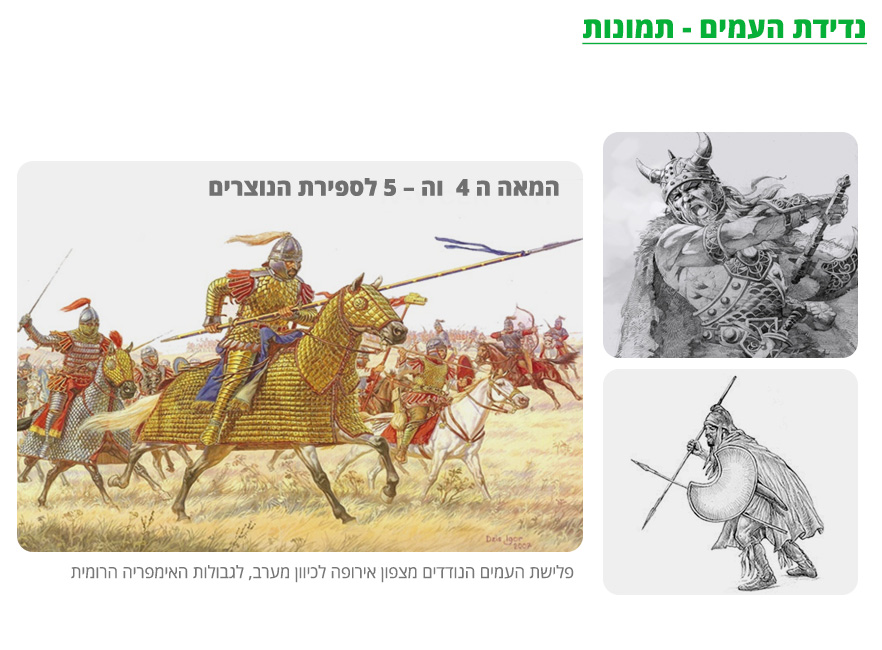 נדידת העמים - תמונות
המאה ה 4 וה – 5 לספירת הנוצרים
Dzis Igor
2007
פלישת העמים הנודדים מצפון אירופה לכיוון מערב, לגבולות האימפריה הרומית